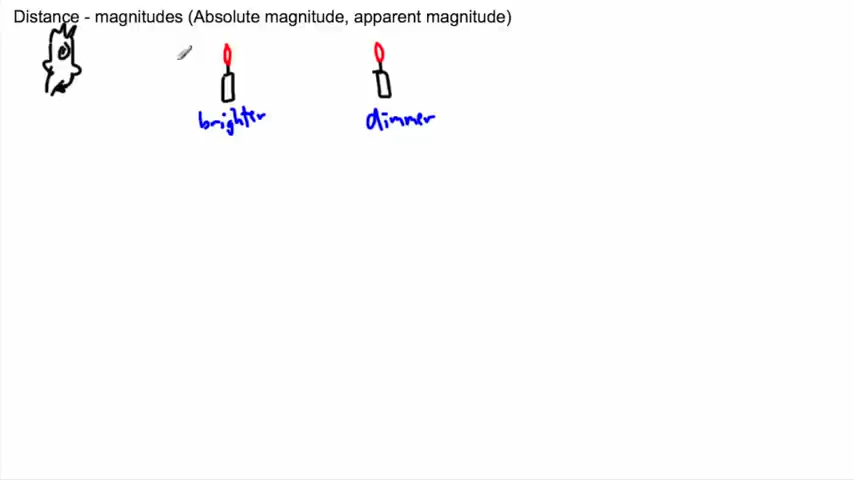 Distance - magnitudes (Absolute magnitude, apparent magnitude)
brighter dimmer